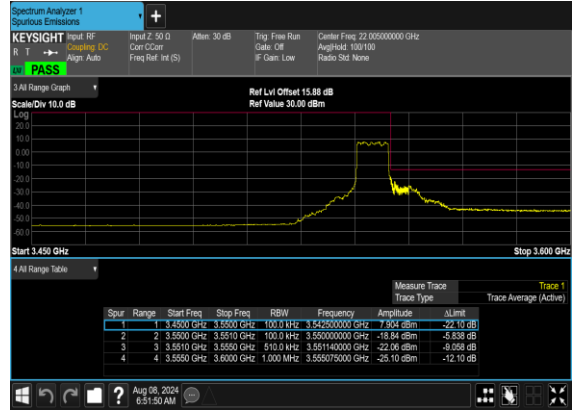 Spectrum Analyzer 1
Spurious Emissions
KEYSIGHT Input: RF Input Z: 50 Ω Atten: 30 dB Trig: Free Run Center Freq: 22.005000000 GHz
R T Coupling: DC Corr CCorr Gate: Off Avg|Hold: 100/100
Align: Auto Freq Ref: Int (S) IF Gain: Low Radio Std: None
PASS
3 All Range Graph
Ref Lvl Offset 15.88 dB
Scale/Div 10.0 dB Ref Value 30.00 dBm
Log
20.0
10.0
0.00
-10.0
-20.0
-30.0
-40.0
-50.0
-60.0
Start 3.450 GHz Stop 3.600 GHz
4 All Range Table
Measure Trace Trace 1
Trace Type Trace Average (Active)
Spur Range Start Freq Stop Freq RBW Frequency Amplitude ΔLimit
1 1 3.4500 GHz 3.5500 GHz 100.0 kHz 3.542500000 GHz 7.904 dBm -22.10 dB
2 2 3.5500 GHz 3.5510 GHz 100.0 kHz 3.550000000 GHz -18.84 dBm -5.838 dB
3 3 3.5510 GHz 3.5550 GHz 510.0 kHz 3.551140000 GHz -22.06 dBm -9.058 dB
4 4 3.5550 GHz 3.6000 GHz 1.000 MHz 3.555075000 GHz -25.10 dBm -12.10 dB
? Aug 08, 2024
6:51:50 AM